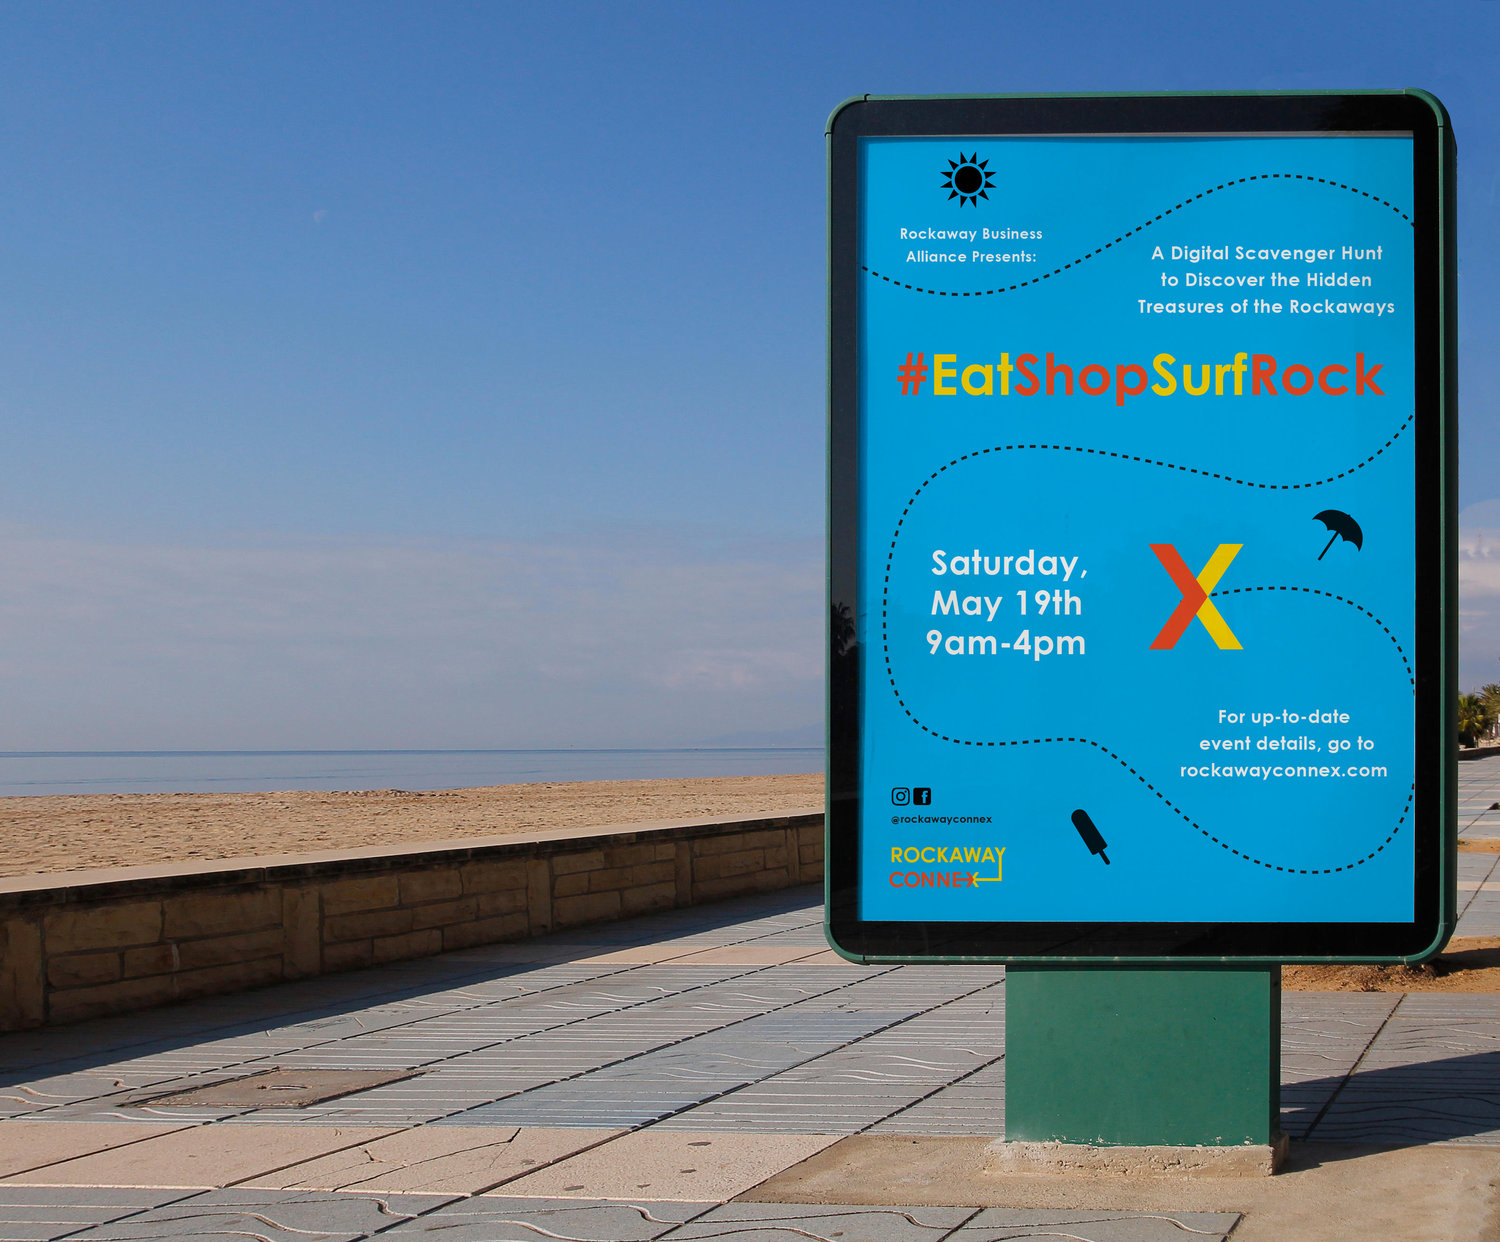 Rockaway Business
Alliance Presents:
A Digital Scavenger Hunt
to Discover the Hidden
Treasures of the Rockaways
#EatShopSurfRock
Saturday,
May 19th
9am-4pm
X
For up-to-date
event details, go to
rockawayconnex.com
@rockawayconnex
ROCKAWAY
CONNEX